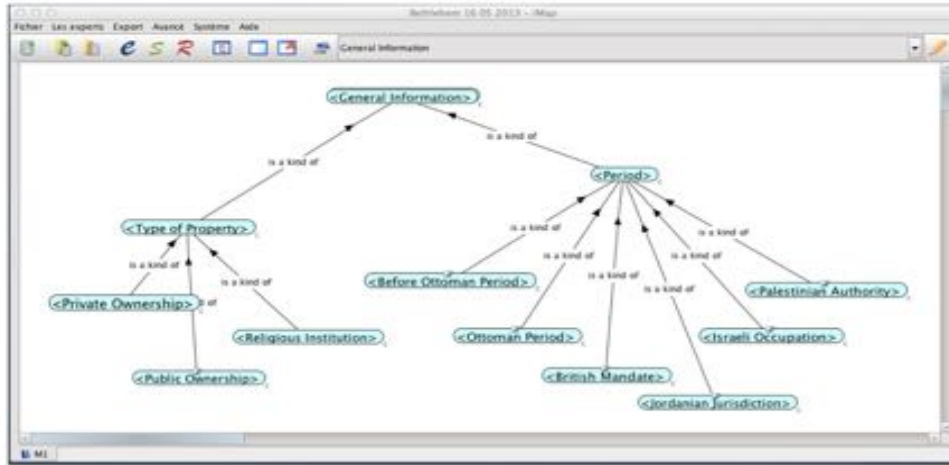 Bethlehem 16 05 2013 - iMap
Fichier Les experts Export Avancé Système Aide
General Information
<General Information>
is a kind of
is a kind of
<Period>
<Type of Property>
is a kind of
is a kind of
is a kind of
is a kind of
is a kind of
is a kind of
is a kind of
is a kind of
<Before Ottoman Period>
<Palestinian Authority>
<Private Ownership>
of
<Religious Institution>
<Ottoman Period>
<Israeli Occupation>
<Public Ownership>
<British Mandate>
<Jordanian Jurisdiction>
M1